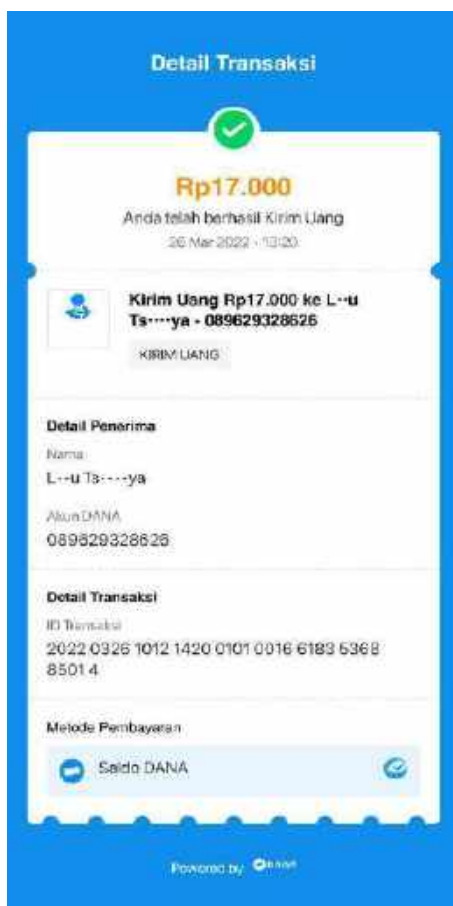 Detail Transaksi
Rp17.000
Anda telah berhasil Kirim Uang
26 Mar 2022 • 13:20
Kirim Uang Rp17.000 ke L--u
Ts----ya - 089629328626
KIRIM UANG
Detail Penerima
Nama
L--u Ts----ya
Akun DANA
089629328626
Detail Transaksi
ID Transaksi
2022 0326 1012 1420 0101 0016 6183 5368
8501 4
Metode Pembayaran
Saldo DANA
Powered by